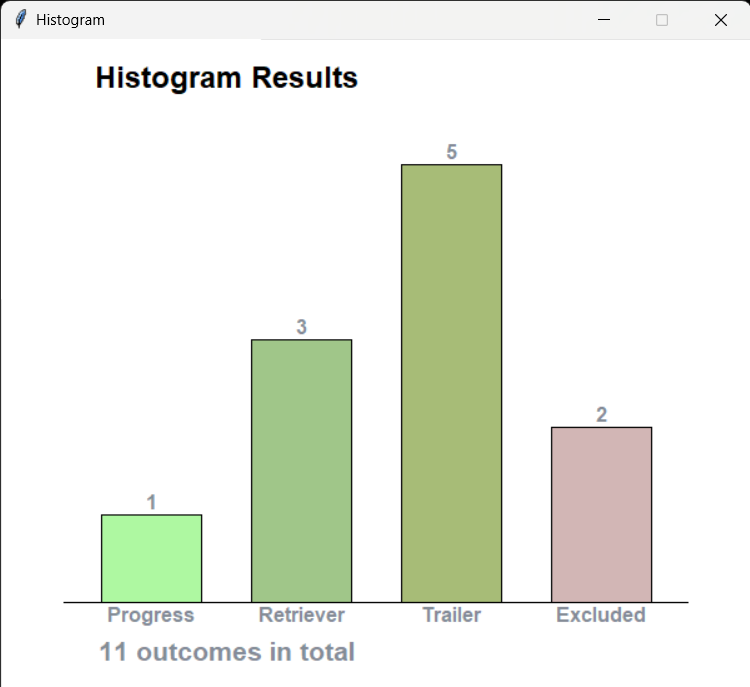 Histogram
Histogram Results
5
3
2
1
Progress Retriever Trailer Excluded
11 outcomes in total